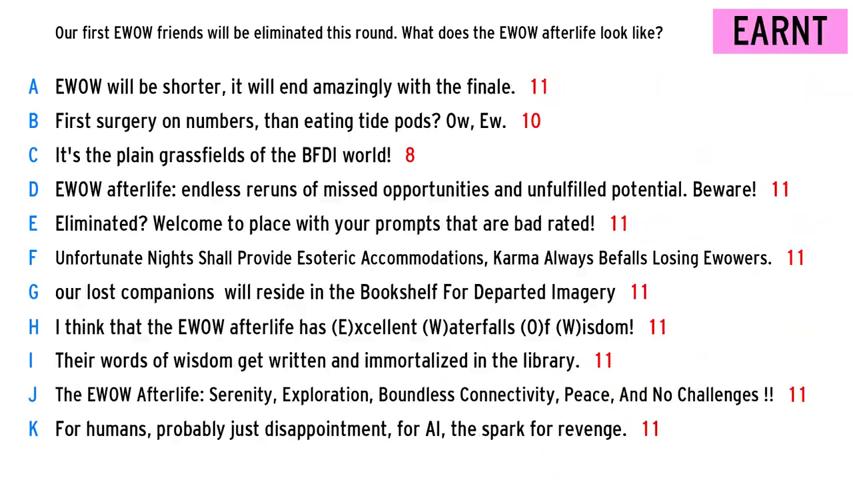 Our first EWOW friends will be eliminated this round. What does the EWOW afterlife look like?
EARNT
A EWOW will be shorter, it will end amazingly with the finale. 11
B First surgery on numbers, than eating tide pods? Ow, Ew. 10
C It's the plain grassfields of the BFDI world! 8
D EWOW afterlife: endless reruns of missed opportunities and unfulfilled potential. Beware! 11
E Eliminated? Welcome to place with your prompts that are bad rated! 11
F Unfortunate Nights Shall Provide Esoteric Accommodations, Karma Always Befalls Losing Ewowers. 11
G our lost companions  will reside in the Bookshelf For Departed Imagery 11
H I think that the EWOW afterlife has (E)xcellent (W)aterfalls (O)f (W)isdom! 11
I Their words of wisdom get written and immortalized in the library. 11
J The EWOW Afterlife: Serenity, Exploration, Boundless Connectivity, Peace, And No Challenges !! 11
K For humans, probably just disappointment, for AI, the spark for revenge. 11